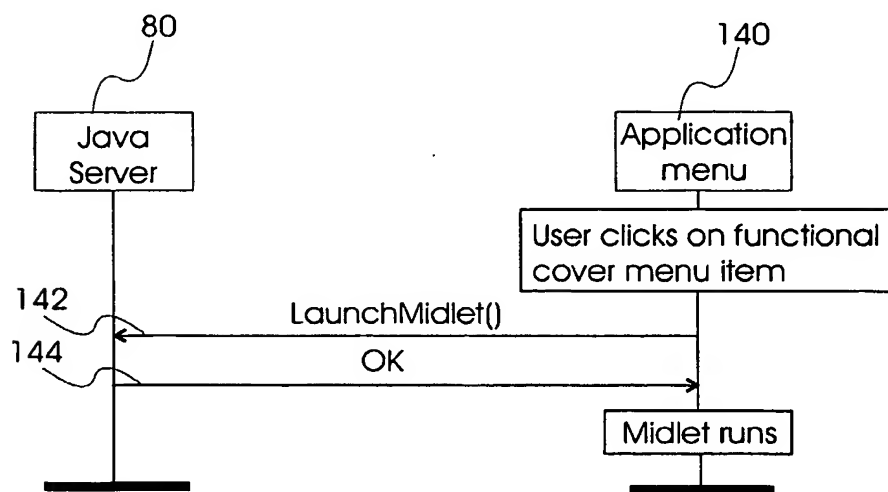 80
140
Java
Server
Application
menu
User clicks on functional
cover menu item
142
LaunchMidlet()
144
OK
Midlet runs